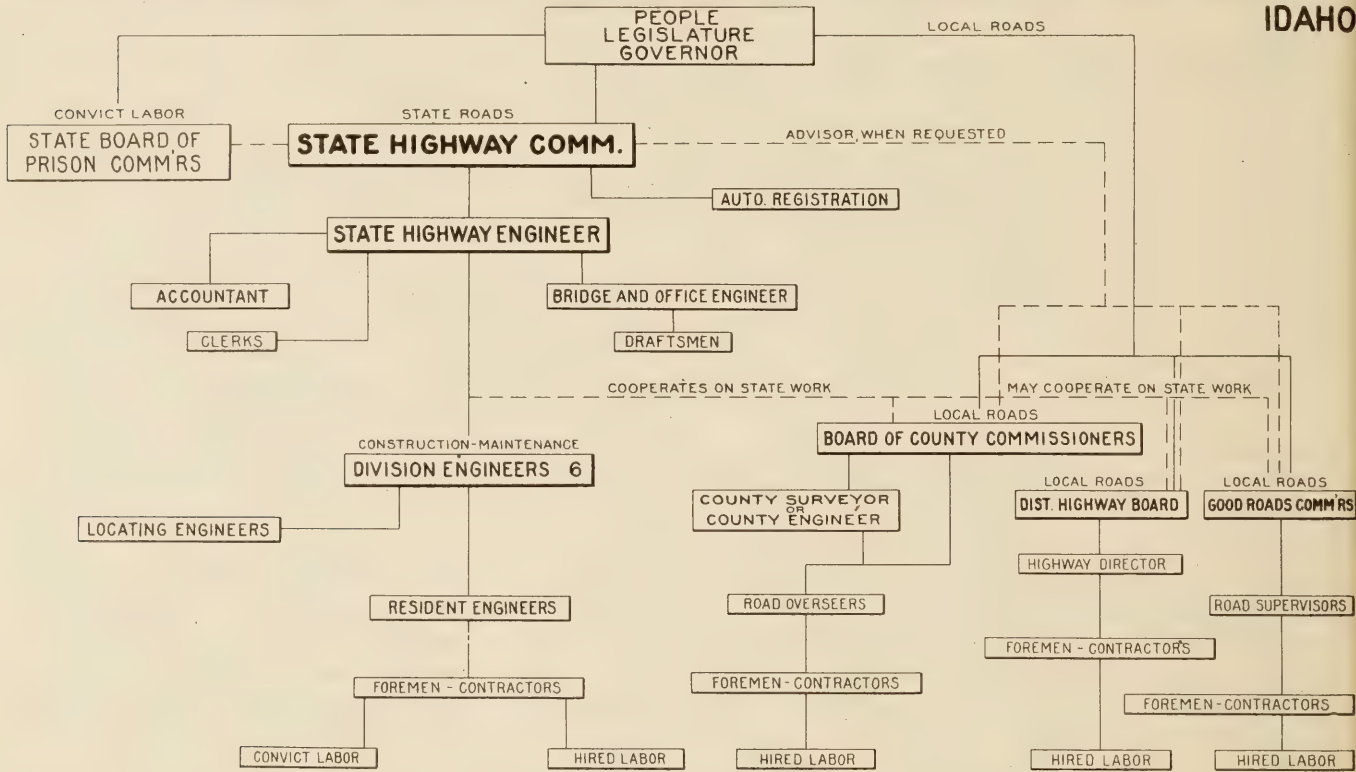 IDAHO
PEOPLE
LEGISLATURE
GOVERNOR
LOCAL ROADS
CONVICT LABOR
STATE BOARD OF
PRISON COMM'RS
STATE ROADS
STATE HIGHWAY COMM.
ADVISOR, WHEN REQUESTED
AUTO. REGISTRATION
STATE HIGHWAY ENGINEER
ACCOUNTANT
BRIDGE AND OFFICE ENGINEER
CLERKS
DRAFTSMEN
COOPERATES ON STATE WORK
MAY COOPERATE ON STATE WORK
CONSTRUCTION-MAINTENANCE
DIVISION ENGINEERS 6
LOCAL ROADS
BOARD OF COUNTY COMMISSIONERS
LOCATING ENGINEERS
COUNTY SURVEYOR
OR
COUNTY ENGINEER
LOCAL ROADS
DIST. HIGHWAY BOARD
LOCAL ROADS
GOOD ROADS COMM'RS
HIGHWAY DIRECTOR
RESIDENT ENGINEERS
ROAD OVERSEERS
ROAD SUPERVISORS
FOREMEN - CONTRACTORS
FOREMEN - CONTRACTORS
FOREMEN - CONTRACTORS
FOREMEN - CONTRACTORS
CONVICT LABOR
HIRED LABOR
HIRED LABOR
HIRED LABOR
HIRED LABOR